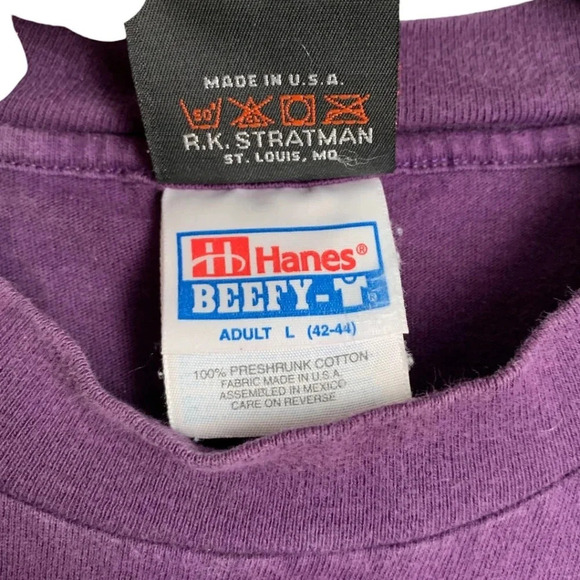 MADE IN U.S.A.
50°
R.K. STRATMAN
ST. LOUIS, MO
Hanes®
BEEFY-T®
ADULT L (42-44)
100% PRESHRUNK COTTON
FABRIC MADE IN U.S.A.
ASSEMBLED IN MEXICO
CARE ON REVERSE